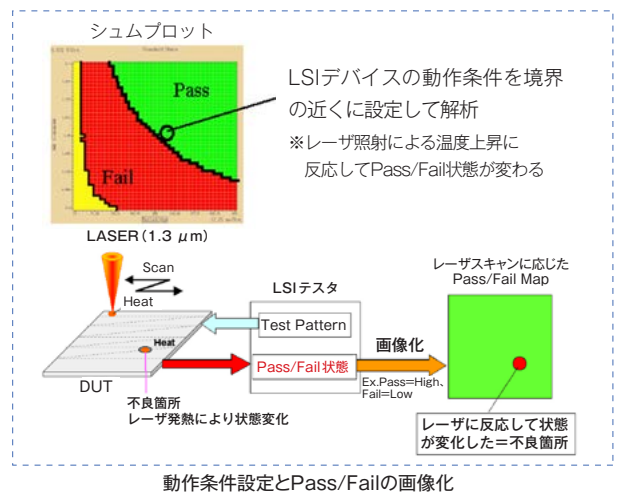 シュムプロット
Pass
Fail
LSIデバイスの動作条件を境界
の近くに設定して解析
※レーザ照射による温度上昇に
反応してPass/Fail状態が変わる
LASER（1.3 μm）
Scan
Heat
Heat
DUT
不良箇所
レーザ発熱により状態変化
LSIテスタ
Test Pattern
Pass/Fail 状態
画像化
Ex.Pass=High、
Fail=Low
レーザスキャンに応じた
Pass/Fail Map
レーザに反応して状態
が変化した＝不良箇所
動作条件設定とPass/Failの画像化